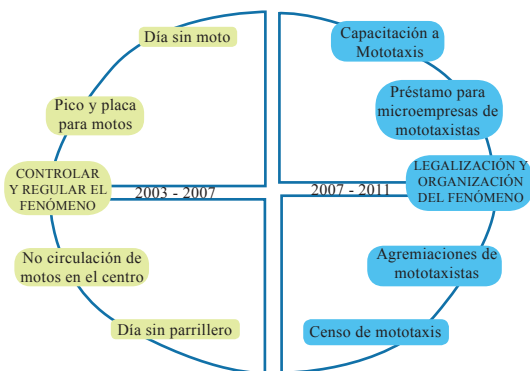 Día sin moto
Pico y placa
para motos
CONTROLAR
Y REGULAR EL
FENÓMENO
2003 - 2007
No circulación de
motos en el centro
Día sin parrillero
Capacitación a
Mototaxis
Préstamo para
microempresas de
mototaxistas
2007 - 2011
LEGALIZACIÓN Y
ORGANIZACIÓN
DEL FENÓMENO
Agremiaciones de
mototaxistas
Censo de mototaxis